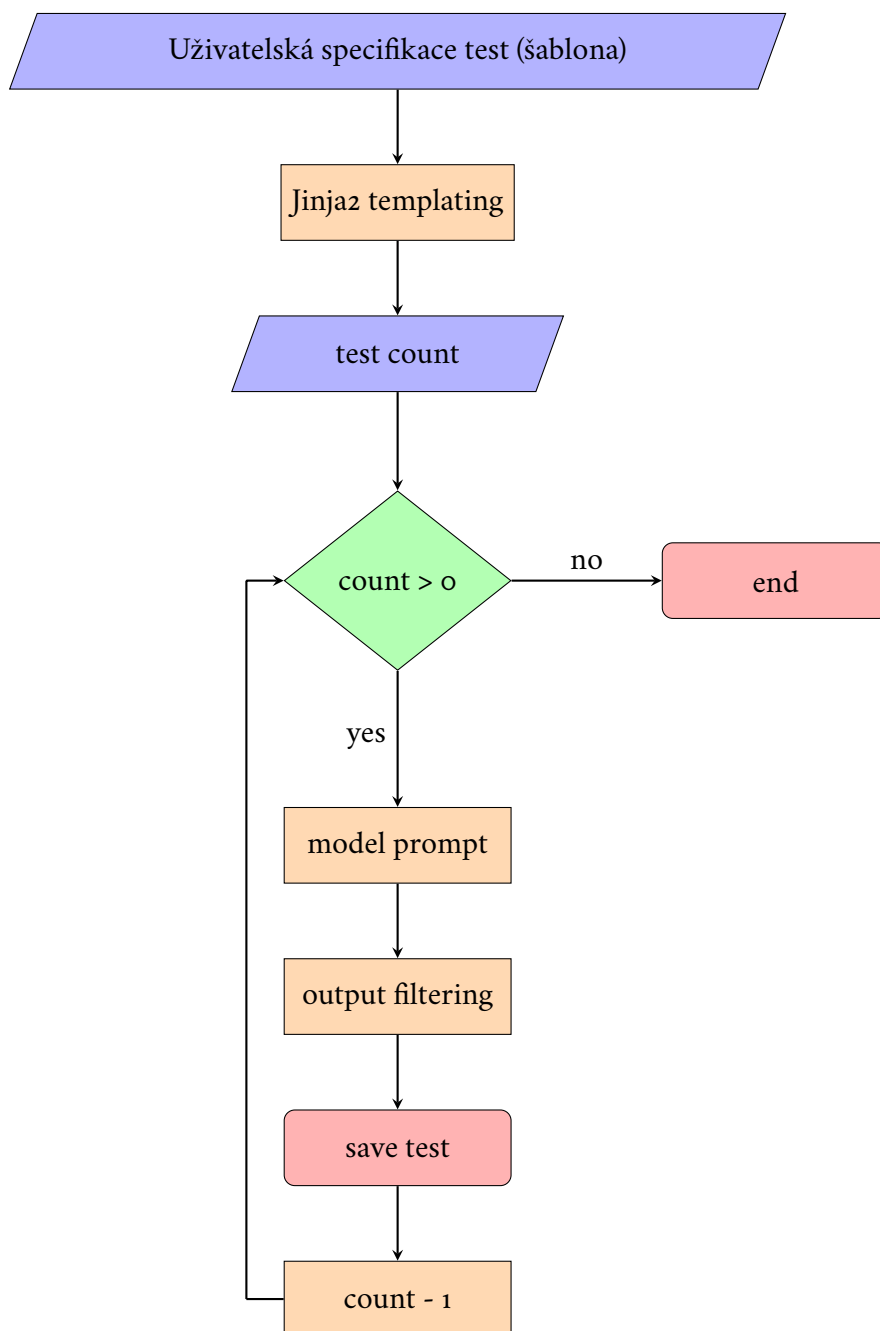 Uživatelská specifikace test (šablona)
Jinja2 templating
test count
count > 0
no
end
yes
model prompt
output filtering
save test
count - 1